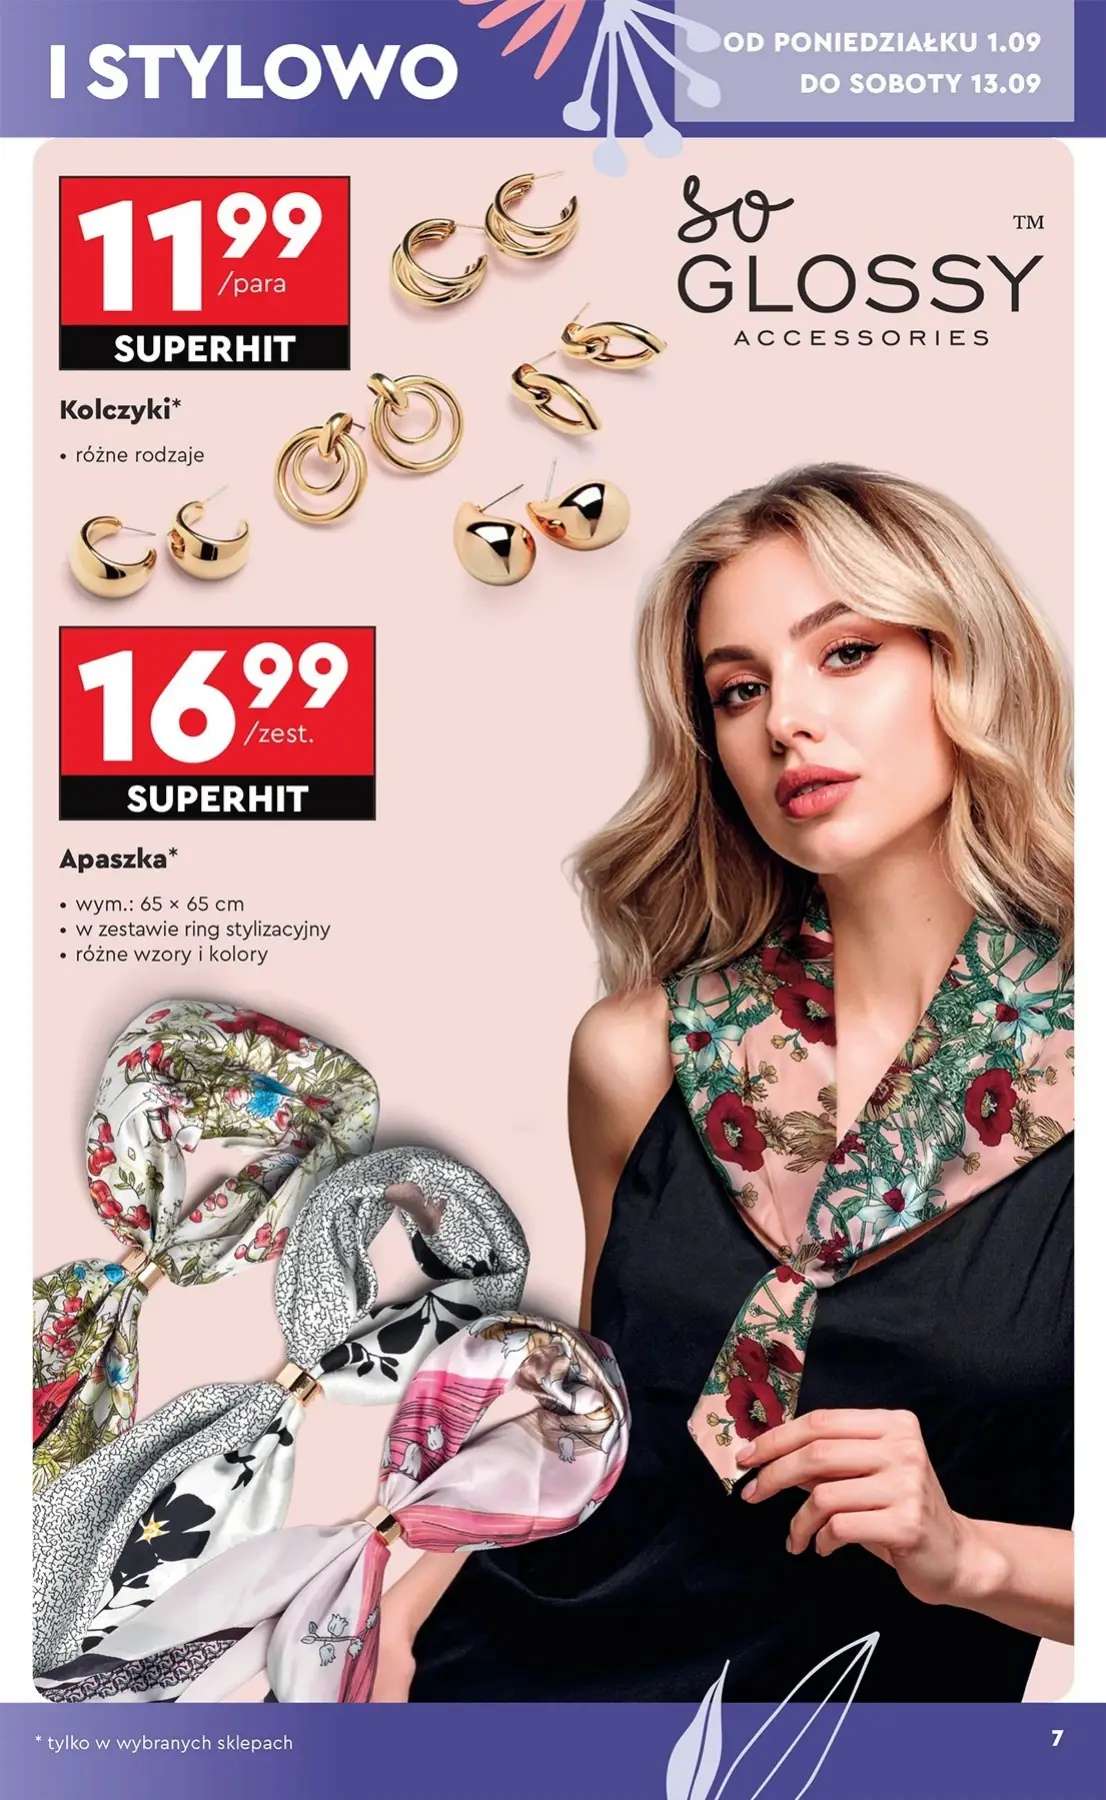 I STYLOWO
OD PONIEDZIAŁKU 1.09
DO SOBOTY 13.09
11 99
/para
SUPERHIT
Kolczyki*
• różne rodzaje
so
GLOSSY
™
ACCESSORIES
16 99
/zest.
SUPERHIT
Apaszka*
• wym.: 65 × 65 cm
• w zestawie ring stylizacyjny
• różne wzory i kolory
* tylko w wybranych sklepach
7